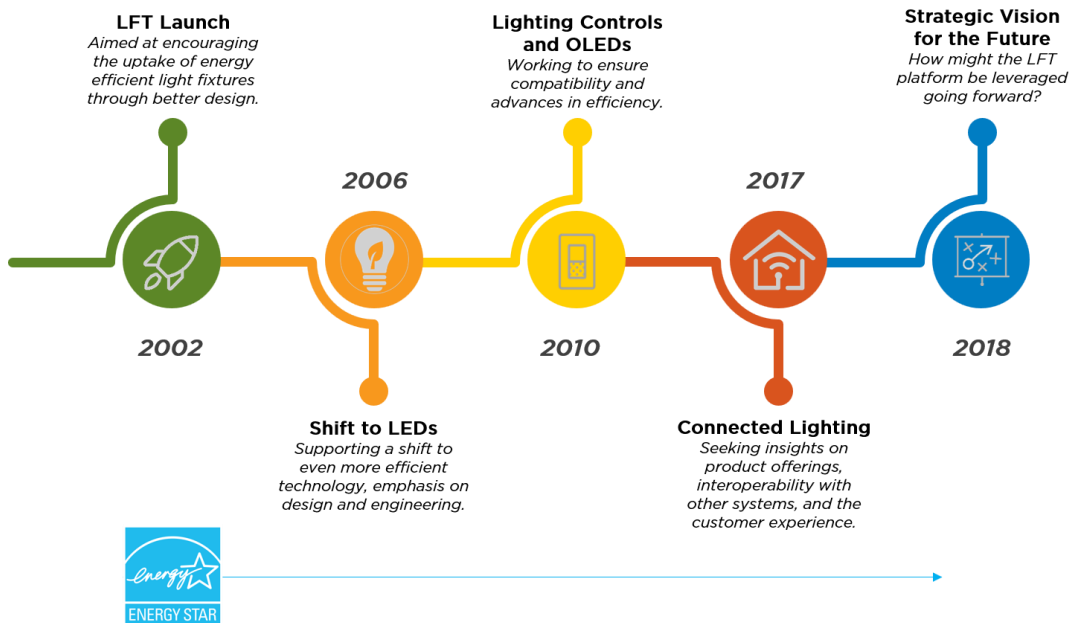 LFT Launch
Aimed at encouraging
the uptake of energy
efficient light fixtures
through better design.
2002
2006
Shift to LEDs
Supporting a shift to
even more efficient
technology, emphasis on
design and engineering.
Lighting Controls
and OLEDs
Working to ensure
compatibility and
advances in efficiency.
2010
2017
Connected Lighting
Seeking insights on
product offerings,
interoperability with
other systems, and the
customer experience.
Strategic Vision
for the Future
How might the LFT
platform be leveraged
going forward?
2018
energy
ENERGY STAR